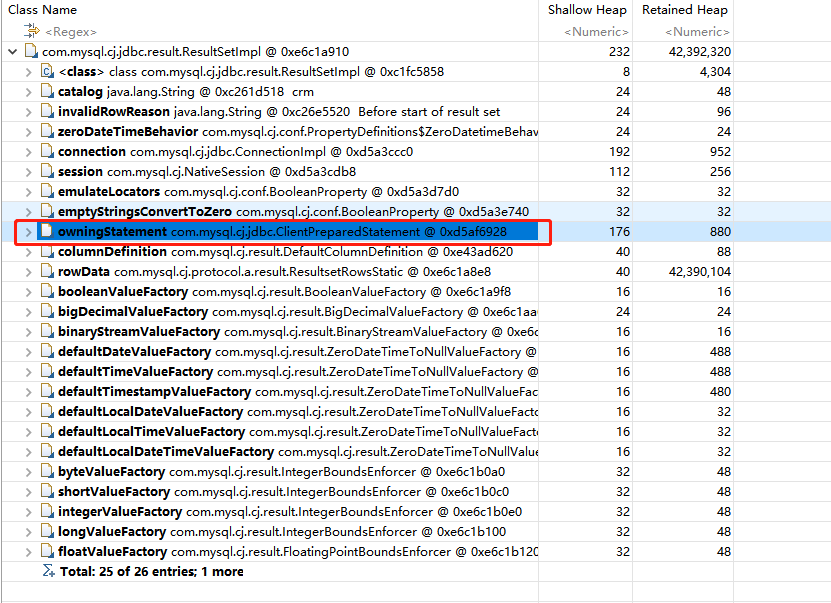 Class Name Shallow Heap Retained Heap
<Regex> <Numeric> <Numeric>
com.mysql.cj.jdbc.result.ResultSetImpl @ 0xe6c1a910 232 42,392,320
<class> class com.mysql.cj.jdbc.result.ResultSetImpl @ 0xc1fc5858 8 4,304
catalog java.lang.String @ 0xc261d518 crm 24 48
invalidRowReason java.lang.String @ 0xc26e5520 Before start of result set 24 96
zeroDateTimeBehavior com.mysql.cj.conf.PropertyDefinitions$ZeroDatetimeBehav 24 24
connection com.mysql.cj.jdbc.ConnectionImpl @ 0xd5a3ccc0 192 952
session com.mysql.cj.NativeSession @ 0xd5a3cdb8 112 256
emulateLocators com.mysql.cj.conf.BooleanProperty @ 0xd5a3d7d0 32 32
emptyStringsConvertToZero com.mysql.cj.conf.BooleanProperty @ 0xd5a3e740 32 32
owningStatement com.mysql.cj.jdbc.ClientPreparedStatement @ 0xd5af6928 176 880
columnDefinition com.mysql.cj.result.DefaultColumnDefinition @ 0xe43ad620 40 88
rowData com.mysql.cj.protocol.a.result.ResultsetRowsStatic @ 0xe6c1a8e8 40 42,390,104
booleanValueFactory com.mysql.cj.result.BooleanValueFactory @ 0xe6c1a9f8 16 16
bigDecimalValueFactory com.mysql.cj.result.BigDecimalValueFactory @ 0xe6c1aa 24 24
binaryStreamValueFactory com.mysql.cj.result.BinaryStreamValueFactory @ 0xe6c 16 16
defaultDateValueFactory com.mysql.cj.result.ZeroDateTimeToNullValueFactory @ 16 488
defaultTimeValueFactory com.mysql.cj.result.ZeroDateTimeToNullValueFactory @ 16 488
defaultTimestampValueFactory com.mysql.cj.result.ZeroDateTimeToNullValueFac 16 480
defaultLocalDateValueFactory com.mysql.cj.result.ZeroDateTimeToNullValueFacto 16 32
defaultLocalTimeValueFactory com.mysql.cj.result.ZeroDateTimeToNullValueFact 16 32
defaultLocalDateTimeValueFactory com.mysql.cj.result.ZeroDateTimeToNullValue 16 32
byteValueFactory com.mysql.cj.result.IntegerBoundsEnforcer @ 0xe6c1b0a0 32 48
shortValueFactory com.mysql.cj.result.IntegerBoundsEnforcer @ 0xe6c1b0c0 32 48
integerValueFactory com.mysql.cj.result.IntegerBoundsEnforcer @ 0xe6c1b0e0 32 48
longValueFactory com.mysql.cj.result.IntegerBoundsEnforcer @ 0xe6c1b100 32 48
floatValueFactory com.mysql.cj.result.FloatingPointBoundsEnforcer @ 0xe6c1b120 32 48
Total: 25 of 26 entries; 1 more